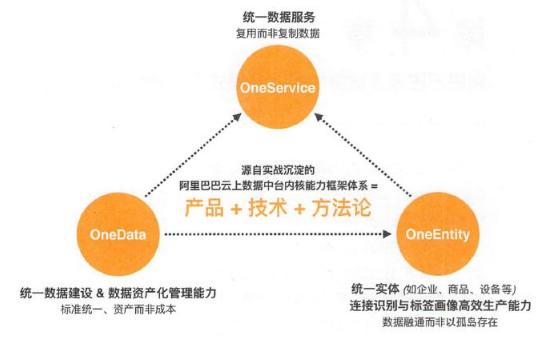 统一数据服务
复用而非复制数据
OneService
源自实战沉淀的
阿里巴巴云上数据中台内核能力框架体系 =
产品 + 技术 + 方法论
OneData
OneEntity
统一数据建设 & 数据资产化管理能力
标准统一、资产而非成本
统一实体 (如企业、商品、设备等)
连接识别与标签画像高效生产能力
数据融通而非以孤岛存在